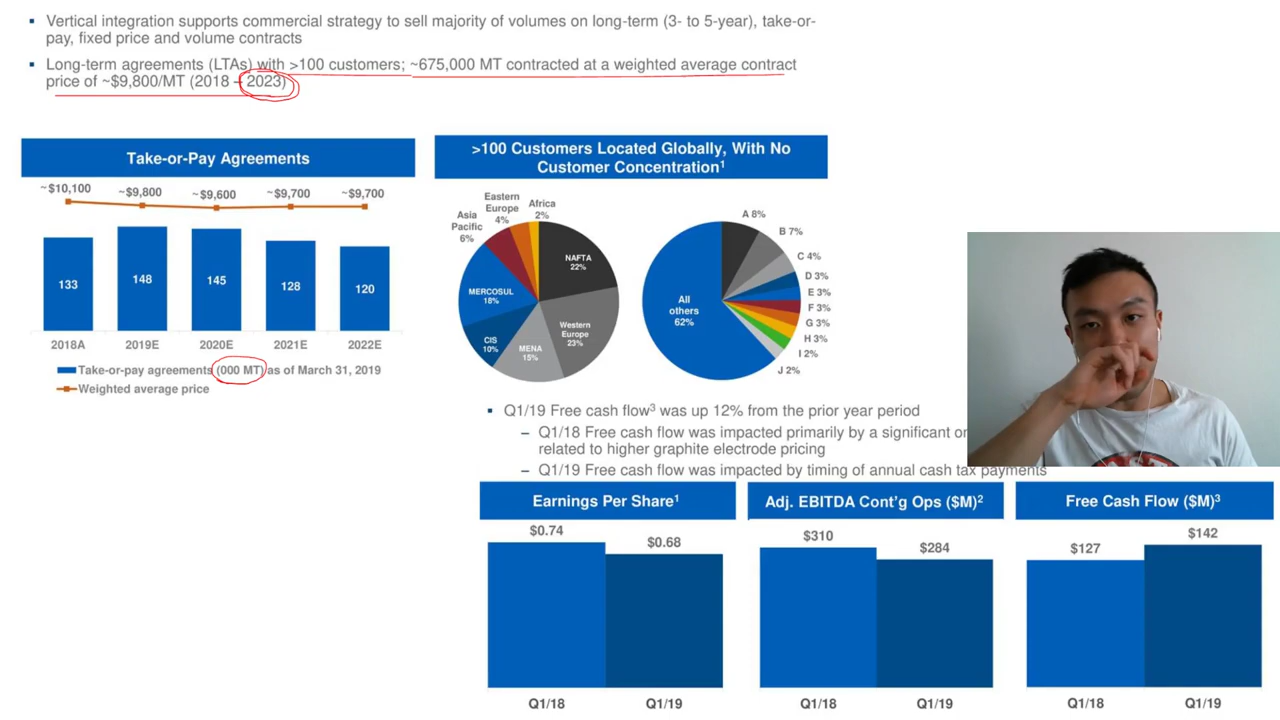 ▪ Vertical integration supports commercial strategy to sell majority of volumes on long-term (3- to 5-year), take-or-
pay, fixed price and volume contracts
▪ Long-term agreements (LTAs) with >100 customers; ~675,000 MT contracted at a weighted average contract
price of ~$9,800/MT (2018 – 2023)
Take-or-Pay Agreements
~$10,100 ~$9,800 ~$9,600 ~$9,700 ~$9,700
133 148 145 128 120
2018A 2019E 2020E 2021E 2022E
Take-or-pay agreements (000 MT) as of March 31, 2019
Weighted average price
>100 Customers Located Globally, With No
Customer Concentration1
Africa
2%
Eastern
Europe
4%
Asia
Pacific
6%
NAFTA
22%
MERCOSUL
18%
Western
Europe
23%
CIS
10%
MENA
15%
A 8%
B 7%
C 4%
D 3%
E 3%
F 3%
G 3%
H 3%
I 2%
J 2%
All
others
62%
▪ Q1/19 Free cash flow3 was up 12% from the prior year period
– Q1/18 Free cash flow was impacted primarily by a significant
related to higher graphite electrode pricing
– Q1/19 Free cash flow was impacted by timing of annual cash tax payments
Earnings Per Share1
$0.74 $0.68
Q1/18 Q1/19
Adj. EBITDA Cont'g Ops ($M)2
$310 $284
Q1/18 Q1/19
Free Cash Flow ($M)3
$127 $142
Q1/18 Q1/19